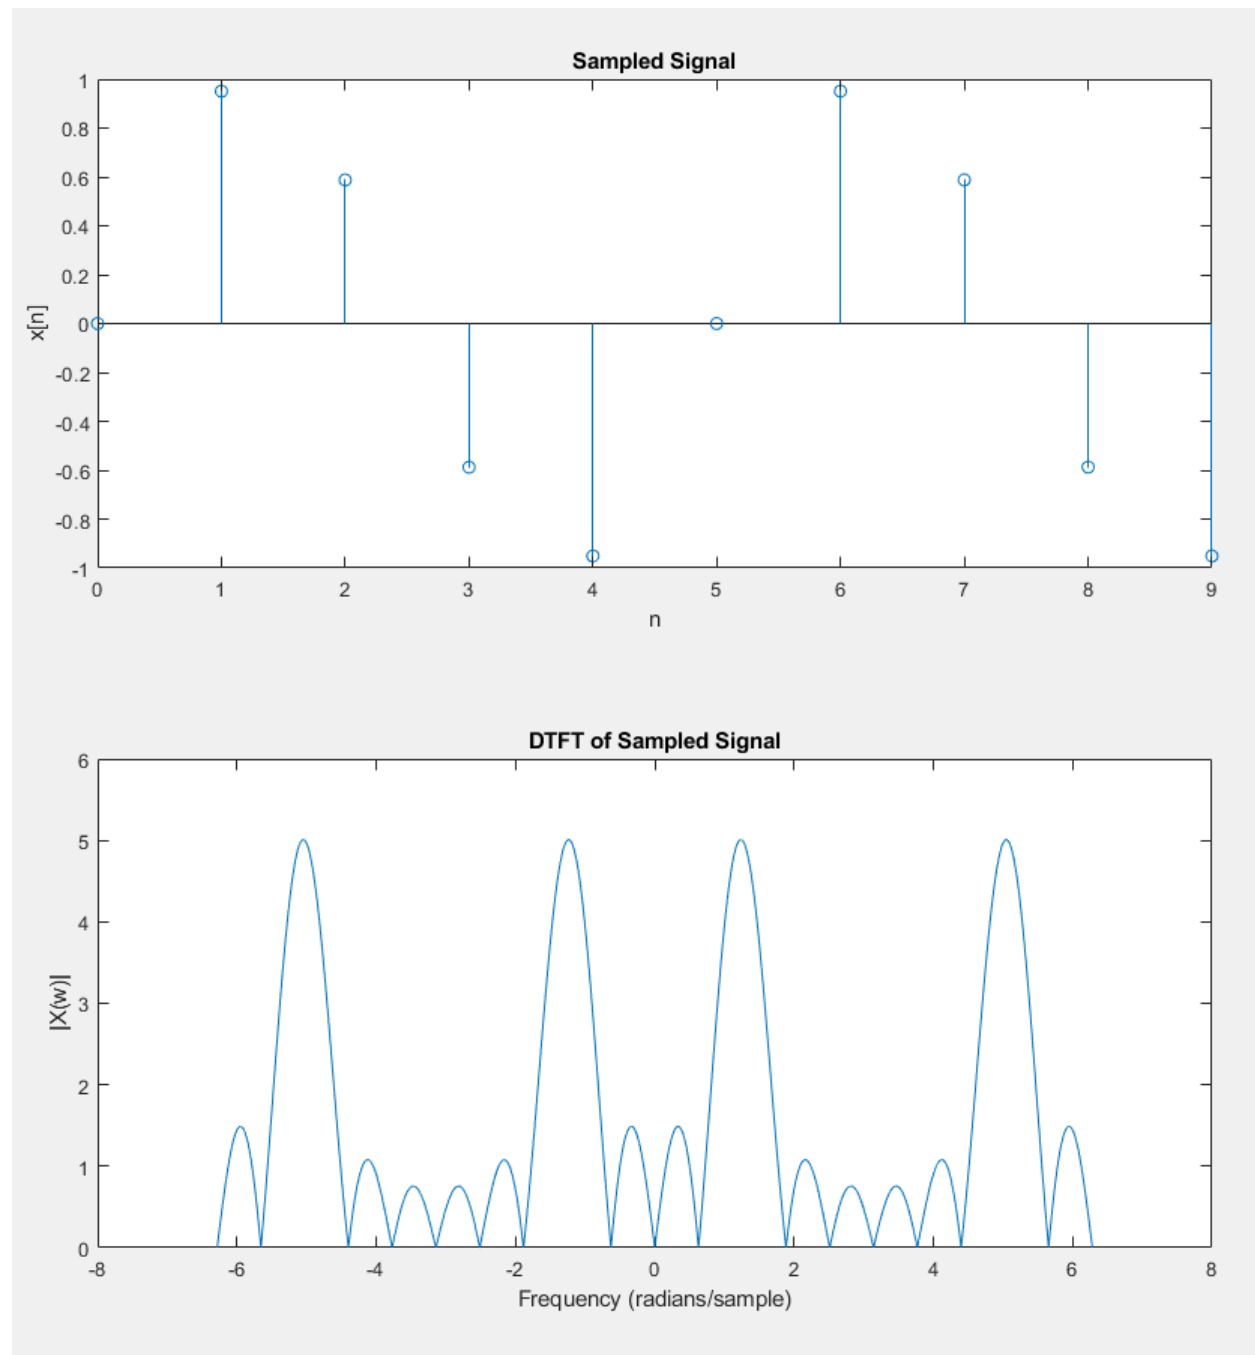 Sampled Signal
1
0.8
0.6
0.4
0.2
0
-0.2
-0.4
-0.6
-0.8
-1
x[n]
0 1 2 3 4 5 6 7 8 9
n
DTFT of Sampled Signal
6
5
4
3
2
1
0
|X(w)|
-8 -6 -4 -2 0 2 4 6 8
Frequency (radians/sample)